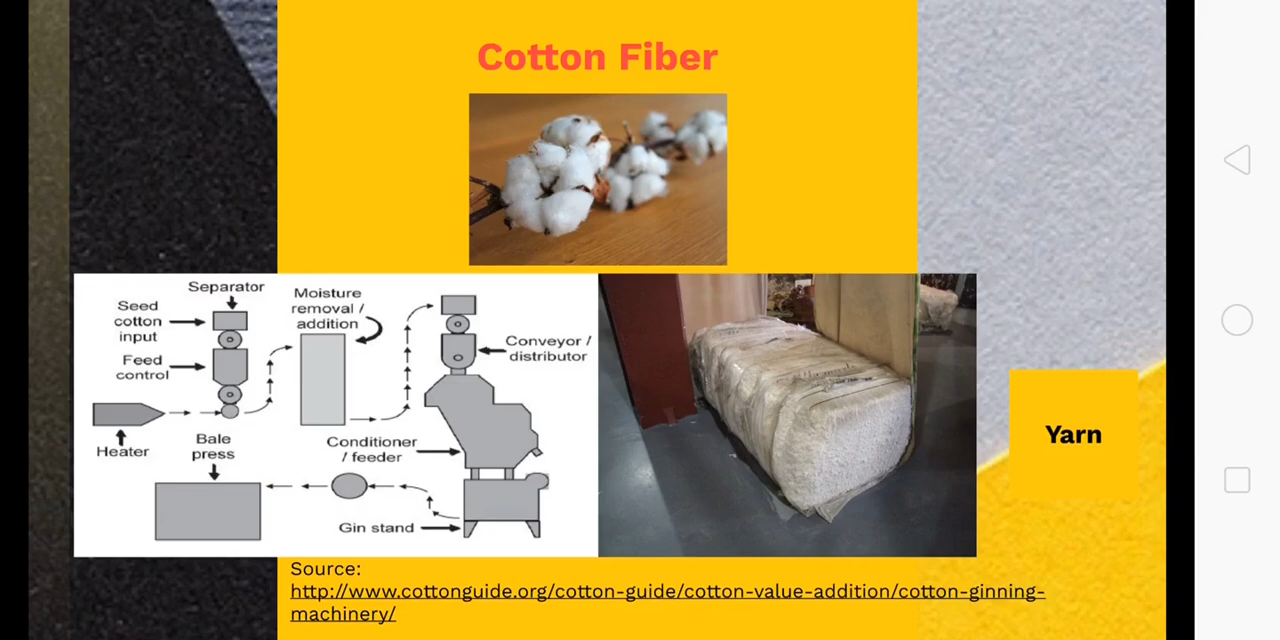 Cotton Fiber
Separator
Seed
cotton
input
Feed
control
Heater
Moisture
removal /
addition
Conveyor /
distributor
Conditioner
/ feeder
Bale
press
Gin stand
Yarn
Source:
http://www.cottonguide.org/cotton-guide/cotton-value-addition/cotton-ginning-
machinery/